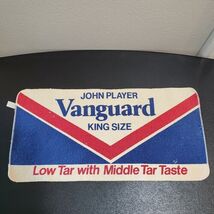 JOHN PLAYER
Vanguard
KING SIZE
Low Tar with Middle Tar Taste